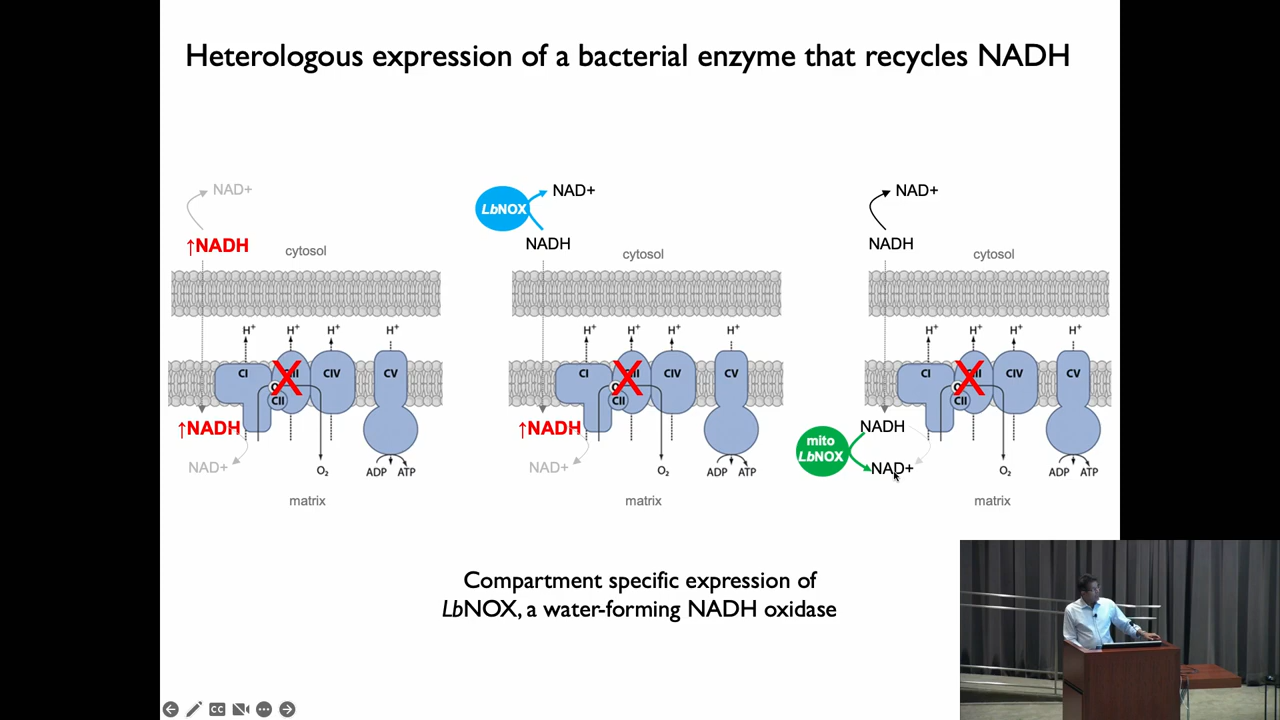 Heterologous expression of a bacterial enzyme that recycles NADH
NAD+
↑NADH
cytosol
H+ H+ H+ H+
CI CIV CV
CII
↑NADH
NAD+
O2
ADP ATP
matrix
LbNOX
NAD+
NADH
cytosol
H+ H+ H+ H+
CI CIV CV
CII
↑NADH
NAD+
O2
ADP ATP
matrix
NAD+
NADH
cytosol
H+ H+ H+ H+
CI CIV CV
CII
NADH
mito
LbNOX
NAD+
O2
ADP ATP
matrix
Compartment specific expression of
LbNOX, a water-forming NADH oxidase
CC